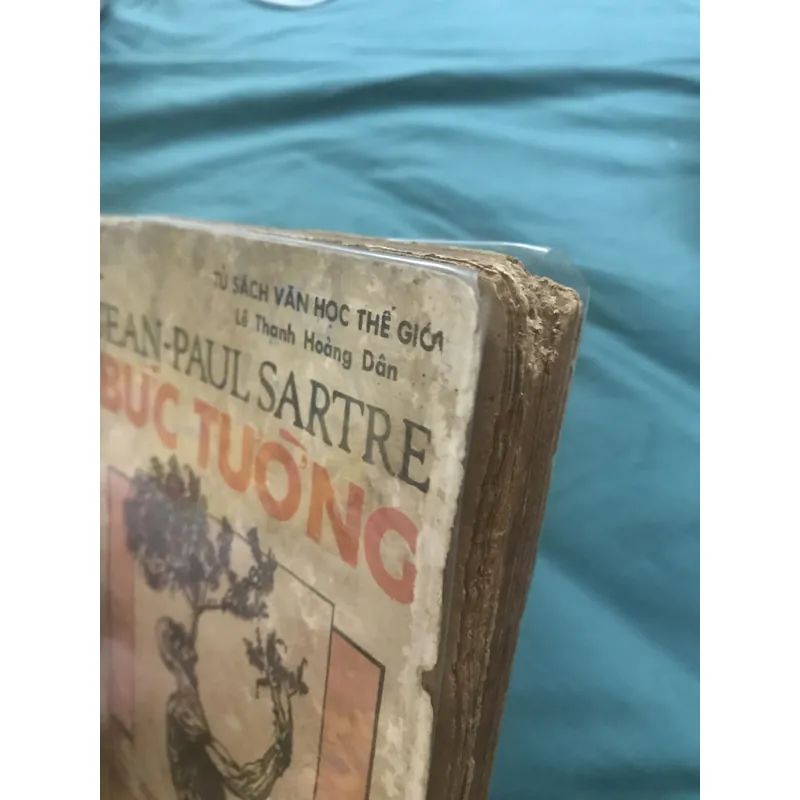 TỦ SÁCH VĂN HỌC THẾ GIỚI
Lê Thanh Hoàng Dân
JEAN-PAUL SARTRE
BỨC TƯỜNG